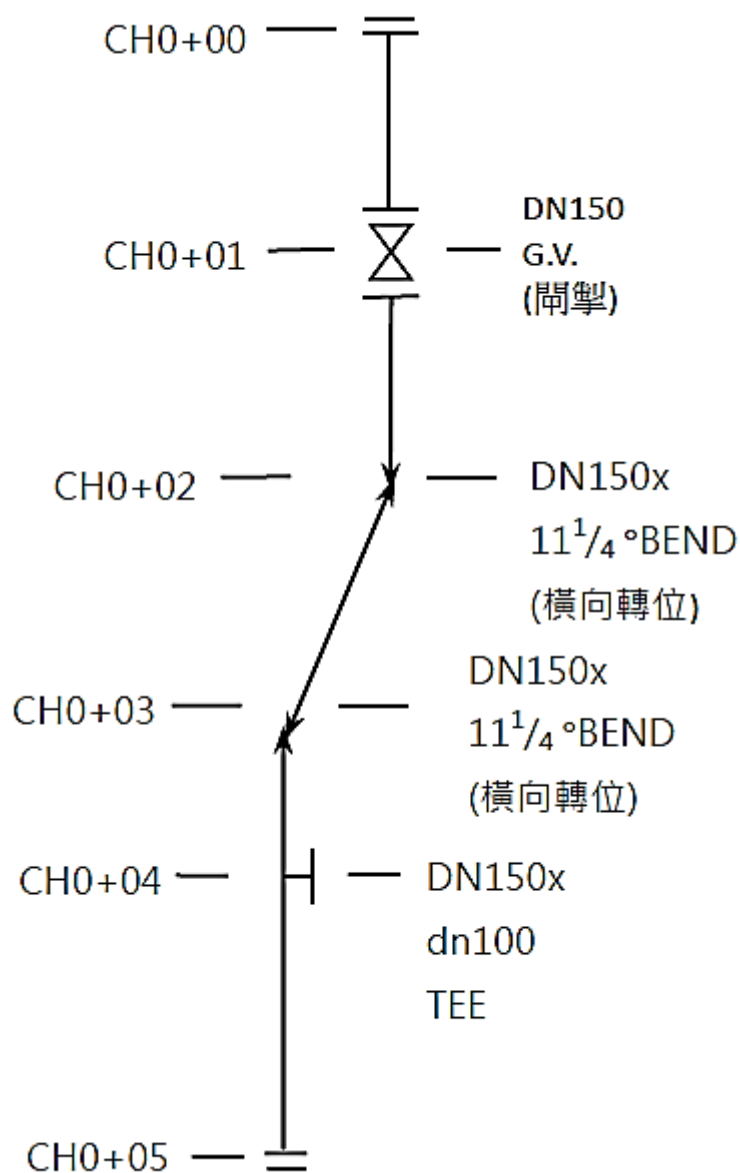 CH0+00
CH0+01
DN150
G.V.
(閘掣)
CH0+02
DN150x
11¹/₄ °BEND
(橫向轉位)
CH0+03
DN150x
11¹/₄ °BEND
(橫向轉位)
CH0+04
DN150x
dn100
TEE
CH0+05